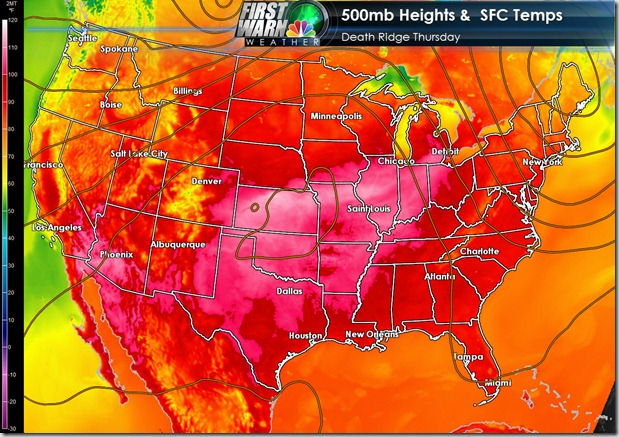 2MT
°F
120
110
100
90
80
70
60
50
40
30
20
10
0
-10
-20
-30
FIRST
WARN
WEATHER
500mb Heights & SFC Temps
Death Ridge Thursday
Seattle
Spokane
Billings
Boise
Minneapolis
Detroit
Chicago
New York
Salt Lake City
Francisco
Denver
Saint Louis
Los Angeles
Albuquerque
Phoenix
Charlotte
Atlanta
Dallas
Houston
New Orleans
Tampa
Miami